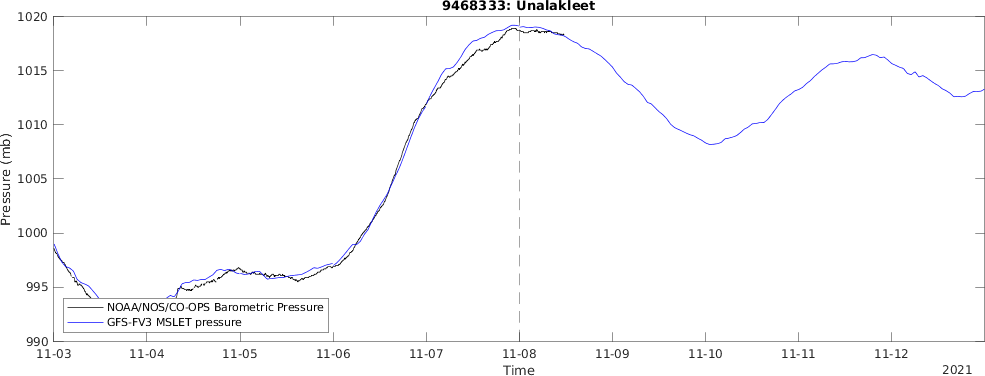 9468333: Unalakleet
Pressure (mb)
1020
1015
1010
1005
1000
995
990
NOAA/NOS/CO-OPS Barometric Pressure
GFS-FV3 MSLET pressure
11-03 11-04 11-05 11-06 11-07 11-08 11-09 11-10 11-11 11-12
Time
2021